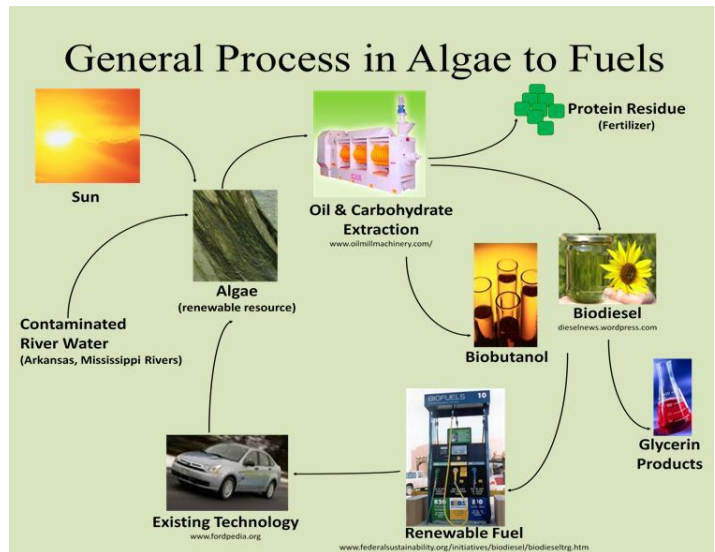 General Process in Algae to Fuels
Sun
Contaminated
River Water
(Arkansas, Mississippi Rivers)
Algae
(renewable resource)
Oil & Carbohydrate
Extraction
www.oilmillmachinery.com/
Protein Residue
(Fertilizer)
Biobutanol
Biodiesel
dieselnews.wordpress.com
Glycerin
Products
BIOFUELS 10
Renewable Fuel
www.federalsustainability.org/initiatives/biodiesel/biodieseltrg.htm
Existing Technology
www.fordpedia.org